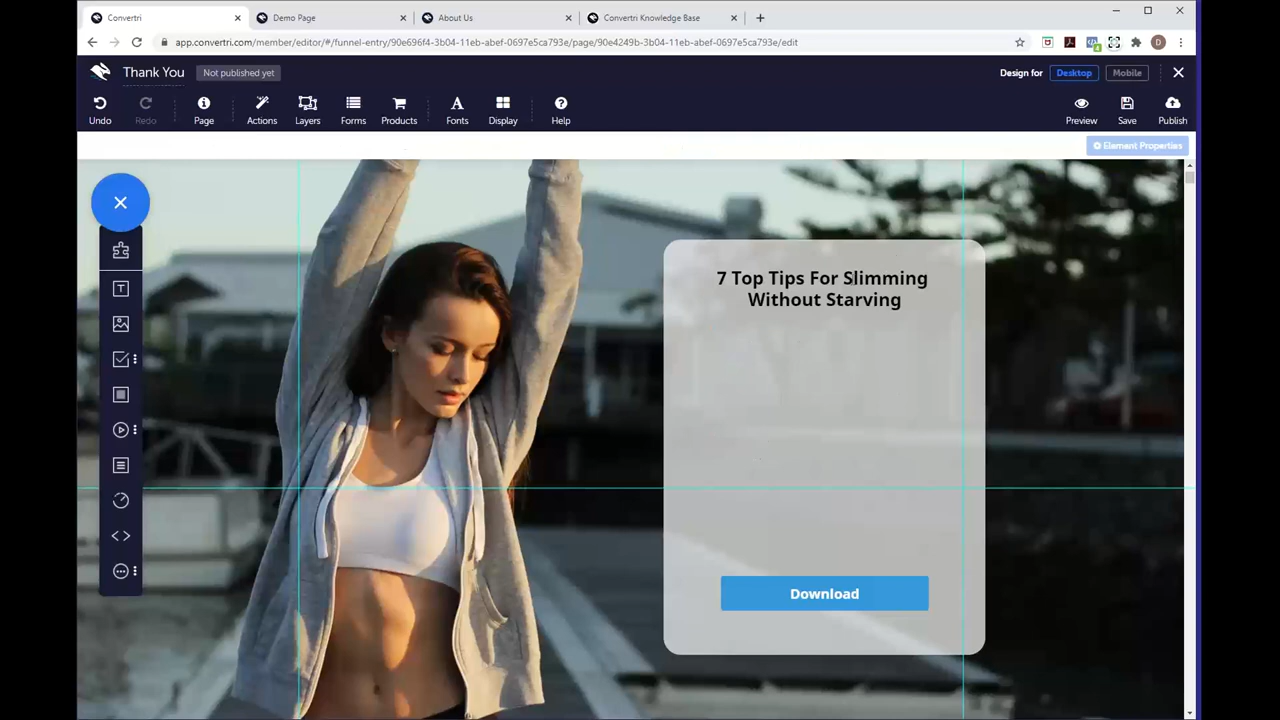 Convertri
Demo Page
About Us
Convertri Knowledge Base
app.convertri.com/member/editor/#/funnel-entry/90e696f4-3b04-11eb-abef-0697e5ca793e/page/90e4249b-3b04-11eb-abef-0697e5ca793e/edit
Thank You
Not published yet
Design for
Desktop
Mobile
Undo
Redo
Page
Actions
Layers
Forms
Products
Fonts
Display
Help
Preview
Save
Publish
Element Properties
7 Top Tips For Slimming
Without Starving
Download